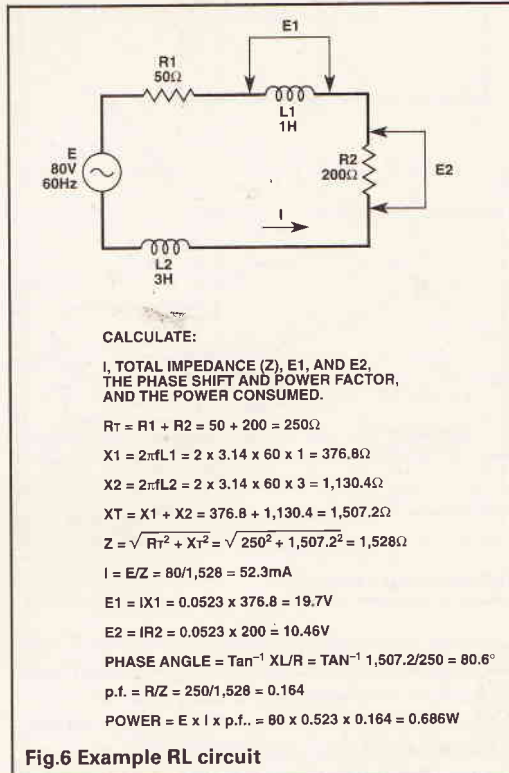 E1
R1
50Ω
L1
1H
E
80V
60Hz
R2
200Ω
E2
I
L2
3H
CALCULATE:
I, TOTAL IMPEDANCE (Z), E1, AND E2,
THE PHASE SHIFT AND POWER FACTOR,
AND THE POWER CONSUMED.
RT = R1 + R2 = 50 + 200 = 250Ω
X1 = 2πfL1 = 2 x 3.14 x 60 x 1 = 376.8Ω
X2 = 2πfL2 = 2 x 3.14 x 60 x 3 = 1,130.4Ω
XT = X1 + X2 = 376.8 + 1,130.4 = 1,507.2Ω
Z = √RT² + XT² = √250² + 1,507.2² = 1,528Ω
I = E/Z = 80/1,528 = 52.3mA
E1 = IX1 = 0.0523 x 376.8 = 19.7V
E2 = IR2 = 0.0523 x 200 = 10.46V
PHASE ANGLE = Tan⁻¹ XL/R = TAN⁻¹ 1,507.2/250 = 80.6°
p.f. = R/Z = 250/1,528 = 0.164
POWER = E x I x p.f.. = 80 x 0.523 x 0.164 = 0.686W
Fig.6 Example RL circuit